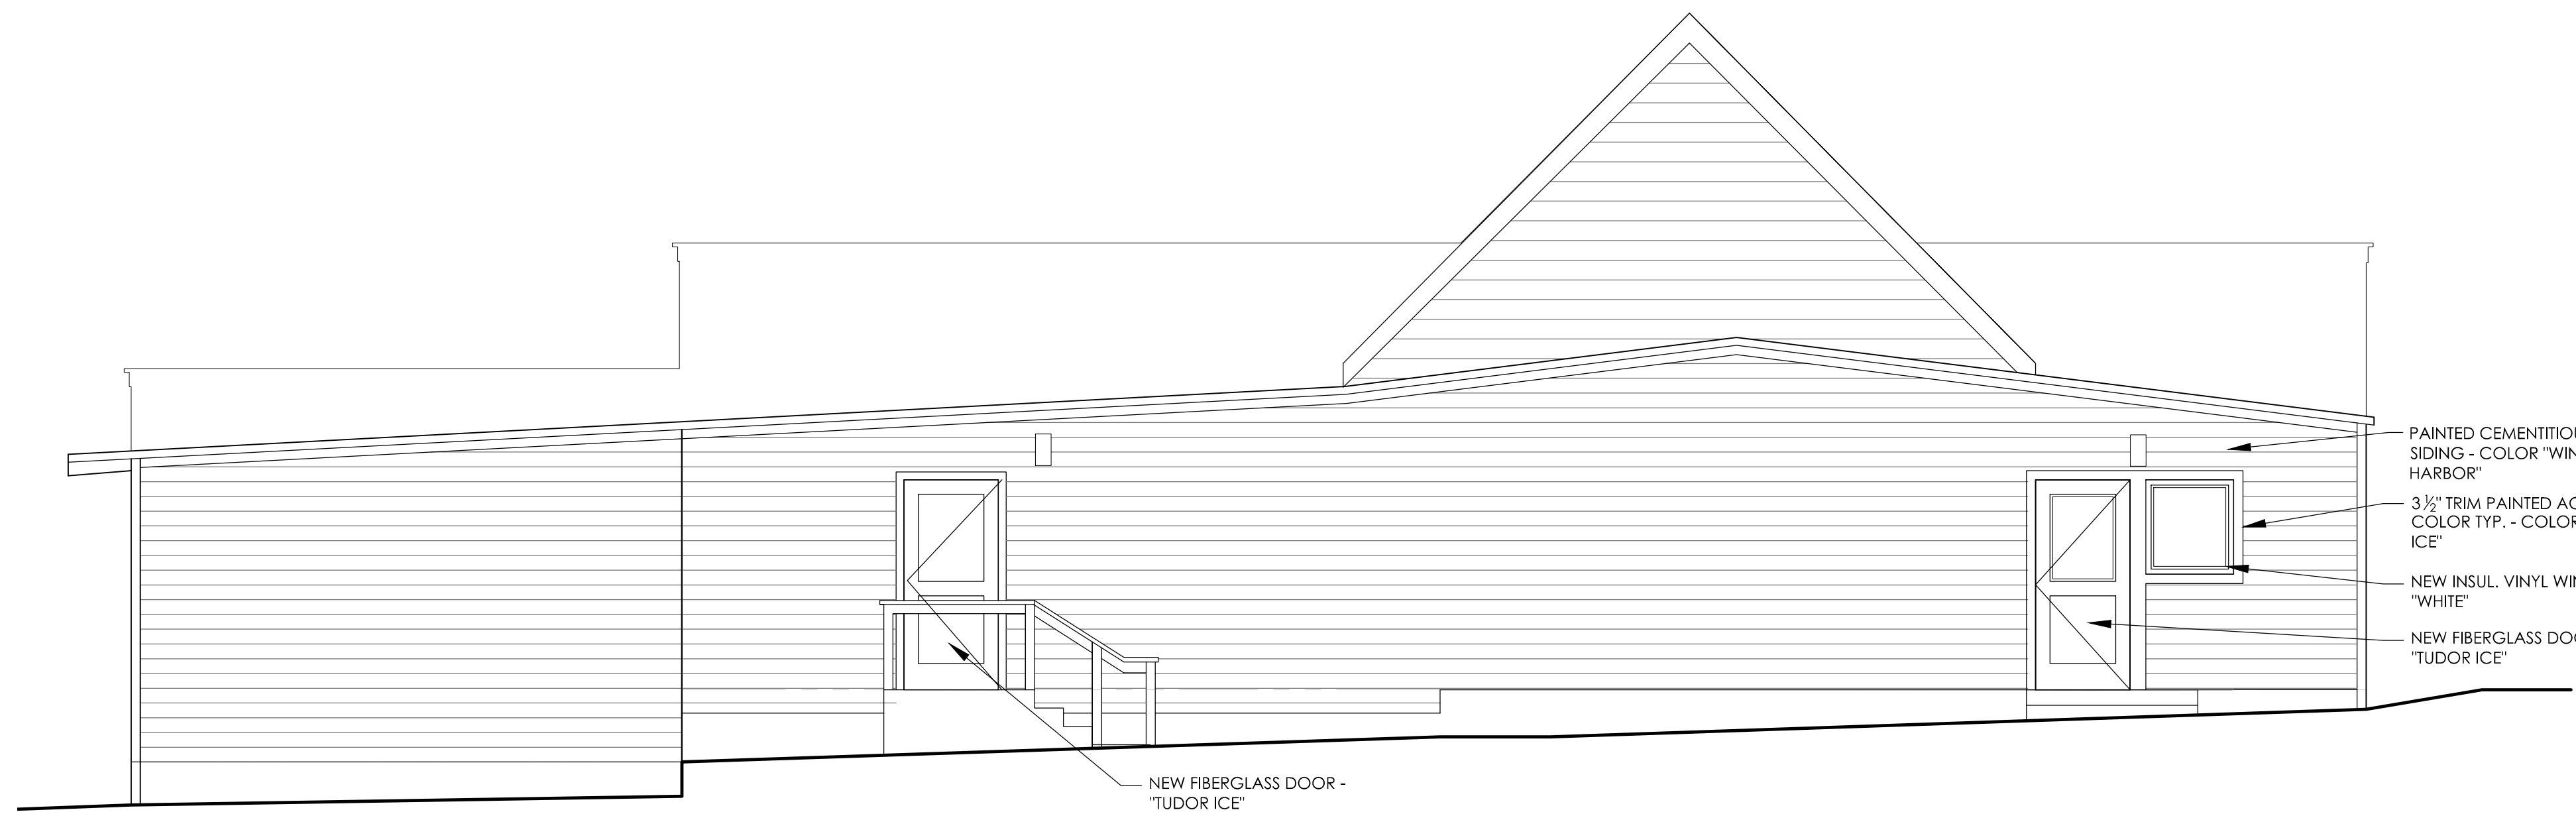 PAINTED CEMENTITIOU
SIDING - COLOR "WIN
HARBOR"
3 ½" TRIM PAINTED AC
COLOR TYP. - COLOR
ICE"
NEW INSUL. VINYL WIN
"WHITE"
NEW FIBERGLASS DOO
"TUDOR ICE"
NEW FIBERGLASS DOOR -
"TUDOR ICE"